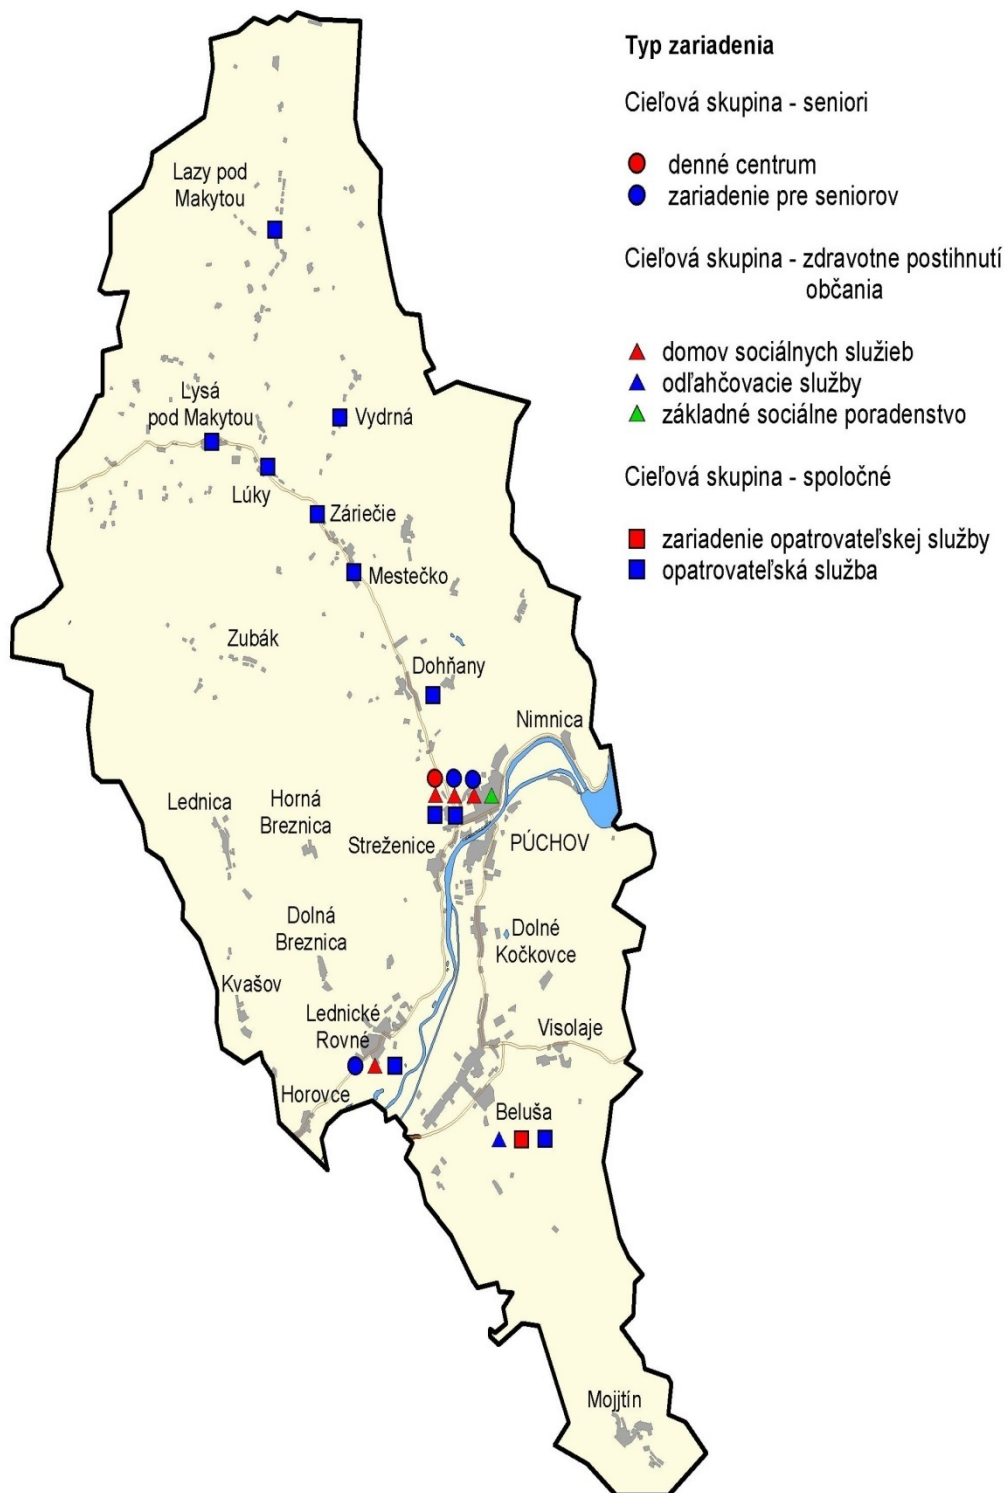 Typ zariadenia
Cieľová skupina - seniori
denné centrum
zariadenie pre seniorov
Cieľová skupina - zdravotne postihnutí
občania
domov sociálnych služieb
odľahčovacie služby
základné sociálne poradenstvo
Cieľová skupina - spoločné
zariadenie opatrovateľskej služby
opatrovateľská služba
Lazy pod
Makytou
Lysá
pod Makytou
Vydrná
Lúky
Záriečie
Mestečko
Zubák
Dohňany
Nimnica
Lednica
Horná
Breznica
Streženice
PÚCHOV
Dolná
Breznica
Dolné
Kočkovce
Kvašov
Lednické
Rovné
Visolaje
Horovce
Beluša
Mojjtín